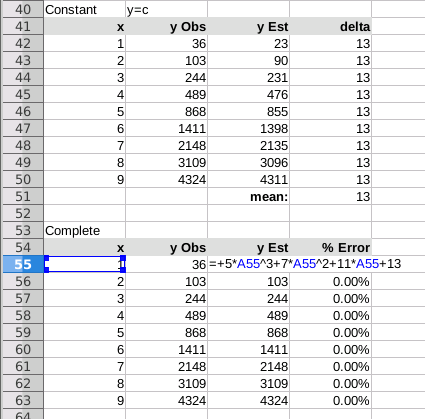 40 Constant y=c
41 x y Obs y Est delta
42 1 36 23 13
43 2 103 90 13
44 3 244 231 13
45 4 489 476 13
46 5 868 855 13
47 6 1411 1398 13
48 7 2148 2135 13
49 8 3109 3096 13
50 9 4324 4311 13
51 mean: 13
52
53 Complete
54 x y Obs y Est % Error
55 1 36 =+5*A55^3+7*A55^2+11*A55+13
56 2 103 103 0.00%
57 3 244 244 0.00%
58 4 489 489 0.00%
59 5 868 868 0.00%
60 6 1411 1411 0.00%
61 7 2148 2148 0.00%
62 8 3109 3109 0.00%
63 9 4324 4324 0.00%
64